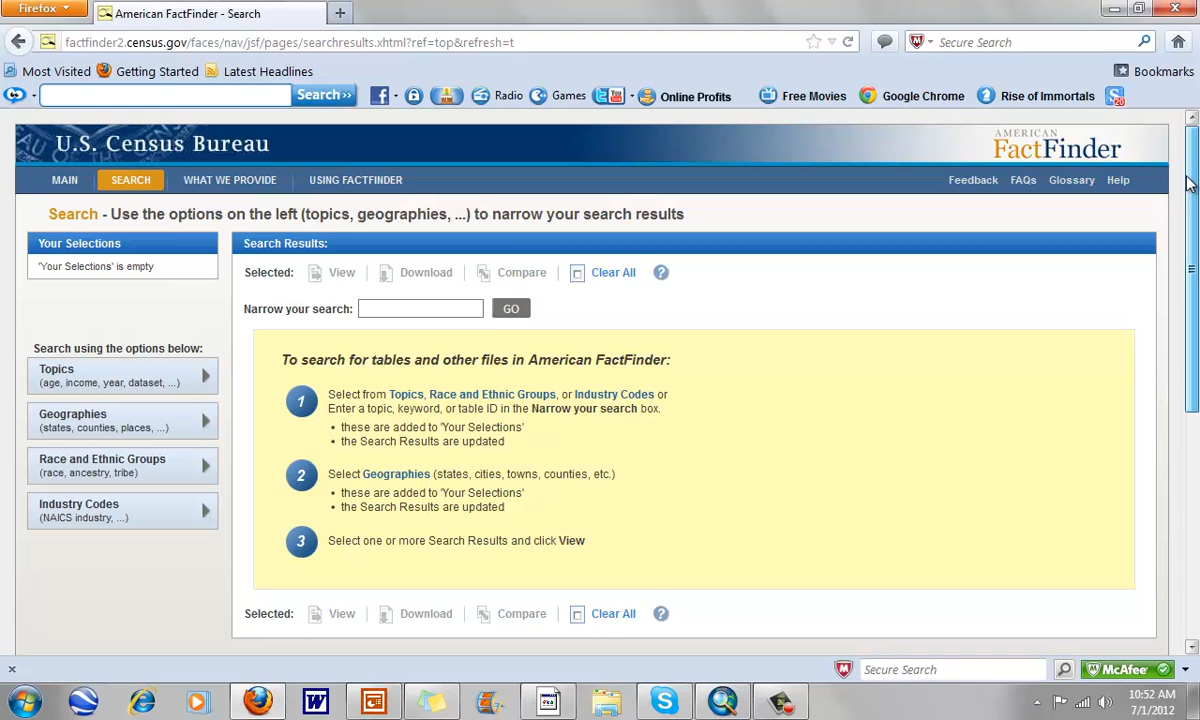 Firefox
American FactFinder - Search
factfinder2.census.gov/faces/nav/jsf/pages/searchresults.xhtml?ref=top&refresh=t
Secure Search
Most Visited
Getting Started
Latest Headlines
Bookmarks
Search>>
Radio
Games
You Tube
Online Profits
Free Movies
Google Chrome
Rise of Immortals
20
U.S. Census Bureau
AMERICAN
FactFinder
MAIN
SEARCH
WHAT WE PROVIDE
USING FACTFINDER
Feedback
FAQs
Glossary
Help
Search - Use the options on the left (topics, geographies, ...) to narrow your search results
Your Selections
'Your Selections' is empty
Search using the options below:
Topics
(age, income, year, dataset, ...)
Geographies
(states, counties, places, ...)
Race and Ethnic Groups
(race, ancestry, tribe)
Industry Codes
(NAICS industry, ...)
Search Results:
Selected: View | Download | Compare | Clear All ?
Narrow your search: GO
To search for tables and other files in American FactFinder:
1 Select from Topics, Race and Ethnic Groups, or Industry Codes or
Enter a topic, keyword, or table ID in the Narrow your search box.
• these are added to 'Your Selections'
• the Search Results are updated
2 Select Geographies (states, cities, towns, counties, etc.)
• these are added to 'Your Selections'
• the Search Results are updated
3 Select one or more Search Results and click View
Selected: View | Download | Compare | Clear All ?
Secure Search
McAfee
10:52 AM
7/1/2012